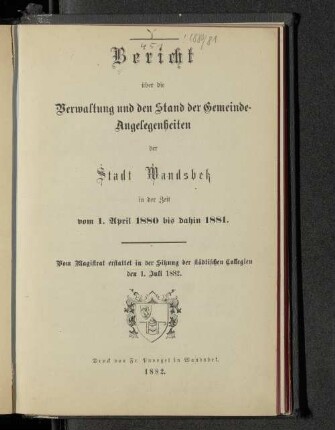 Bericht
über die
Verwaltung und den Stand der Gemeinde-
Angelegenheiten
der
Stadt Wandsbek
in der Zeit
vom 1. April 1880 bis dahin 1881.
Vom Magistrat erstattet in der Sitzung der städtischen Collegien
den 1. Juli 1882.
Druck von Fr. Puvogel in Wandsbek.
1882.